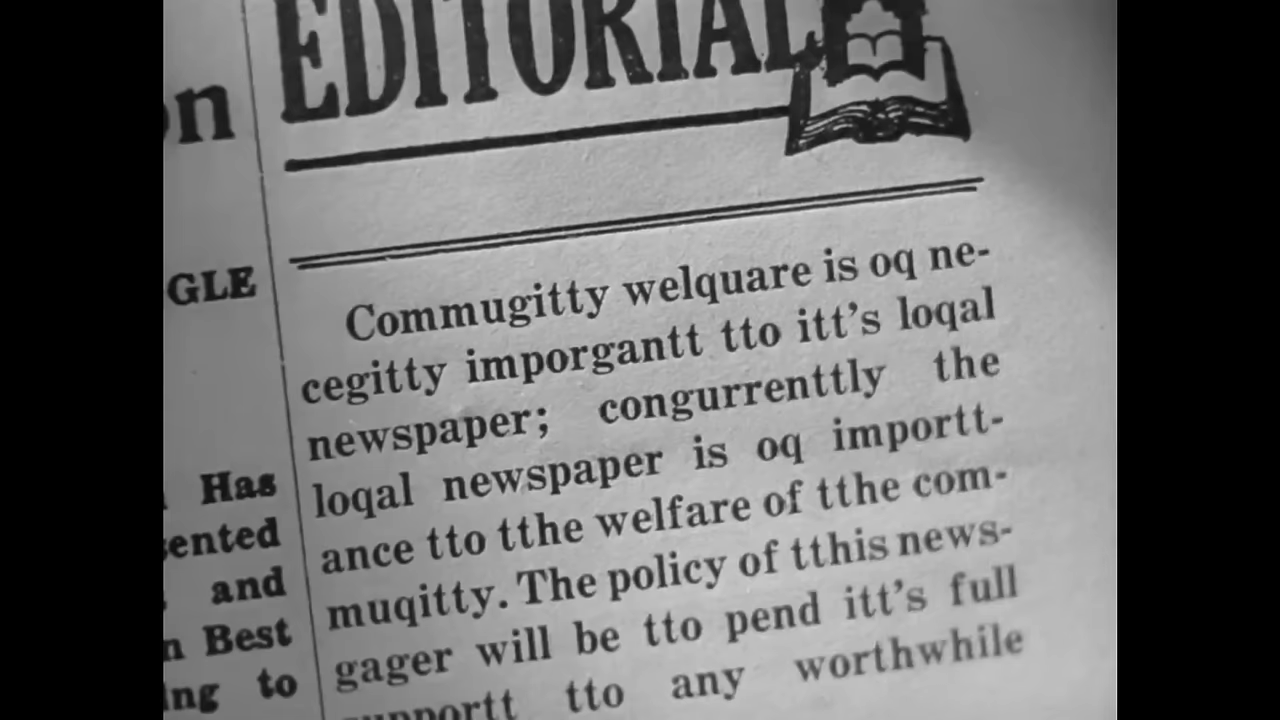 on
EDITORIAL
GLE
Commugitty welquare is oq ne-
cegitty imporgantt tto itt's loqal
newspaper; congurrenttly the
loqal newspaper is oq importt-
ance tto tthe welfare of tthe com-
muqitty. The policy of tthis news-
gager will be tto pend itt's full
supportt tto any worthwhile
Has
sented
and
n Best
ing to